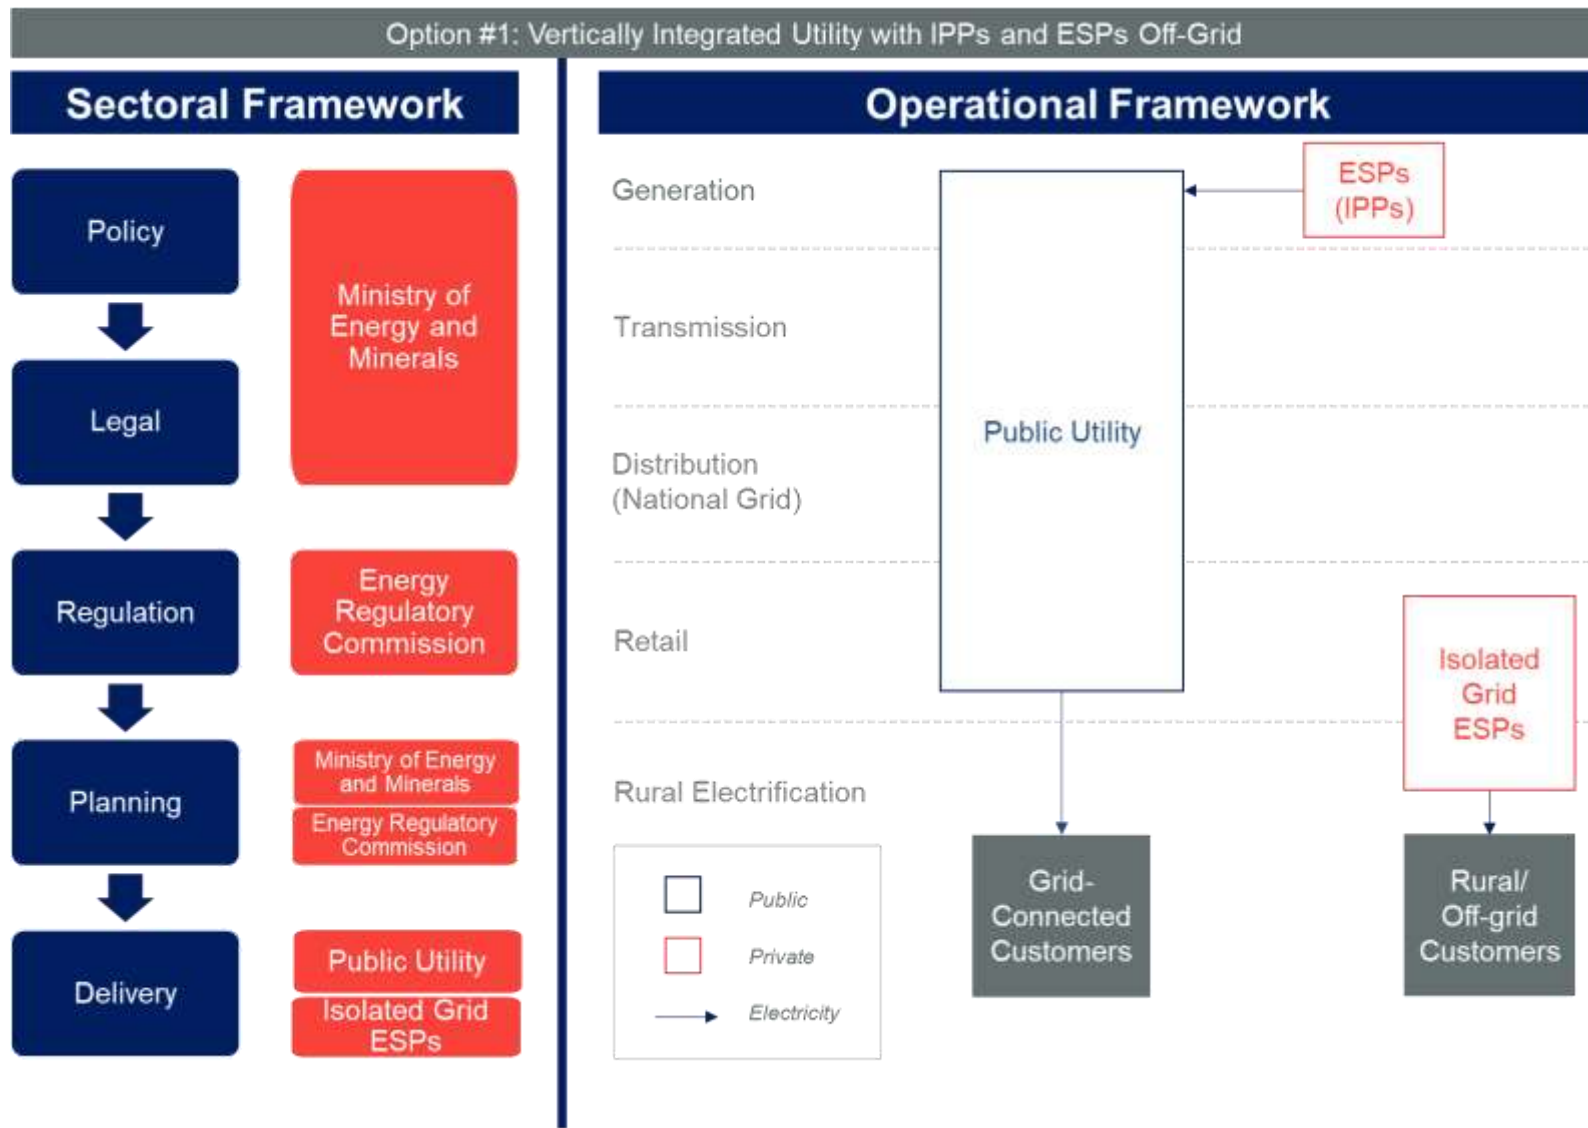 Option #1: Vertically Integrated Utility with IPPs and ESPs Off-Grid
Sectoral Framework
Policy
Legal
Regulation
Planning
Delivery
Ministry of
Energy and
Minerals
Energy
Regulatory
Commission
Ministry of Energy
and Minerals
Energy Regulatory
Commission
Public Utility
Isolated Grid
ESPs
Operational Framework
Generation
Transmission
Distribution
(National Grid)
Retail
Rural Electrification
Public Utility
ESPs
(IPPs)
Isolated
Grid
ESPs
Grid-
Connected
Customers
Rural/
Off-grid
Customers
Public
Private
Electricity